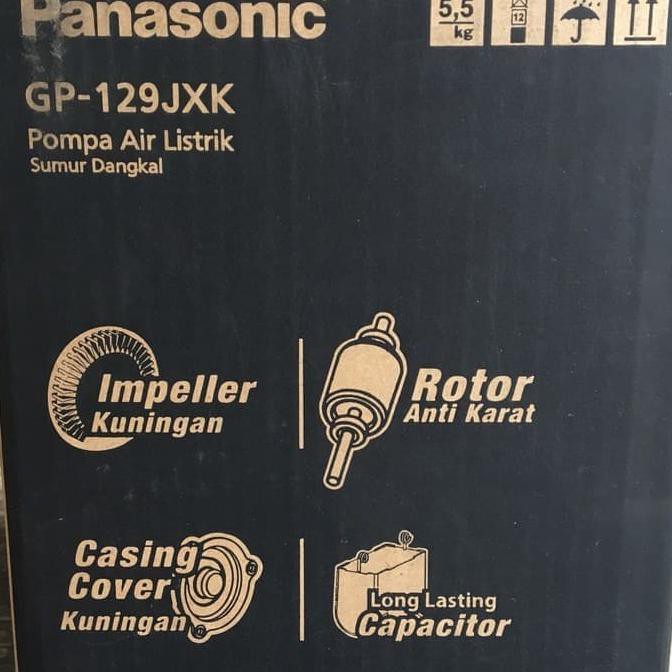 Panasonic
5,5
kg
12
GP-129JXK
Pompa Air Listrik
Sumur Dangkal
Impeller
Kuningan
Rotor
Anti Karat
Casing
Cover
Kuningan
Long Lasting
Capacitor